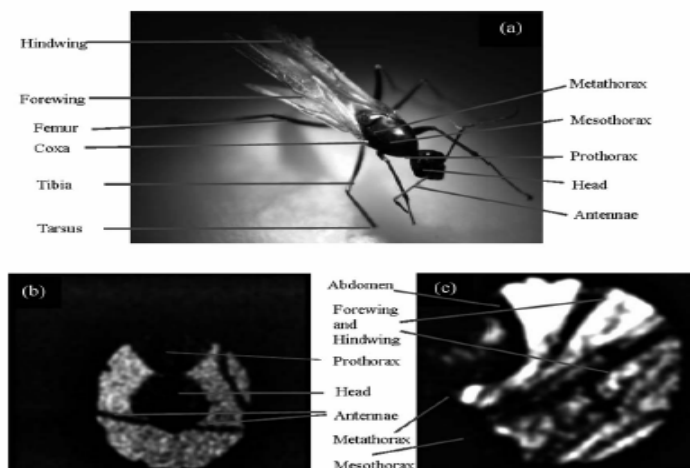 (a)
Hindwing
Forewing
Femur
Coxa
Tibia
Tarsus
Metathorax
Mesothorax
Prothorax
Head
Antennae
(b)
Prothorax
Head
Antennae
(c)
Abdomen
Forewing
and
Hindwing
Metathorax
Mesothorax